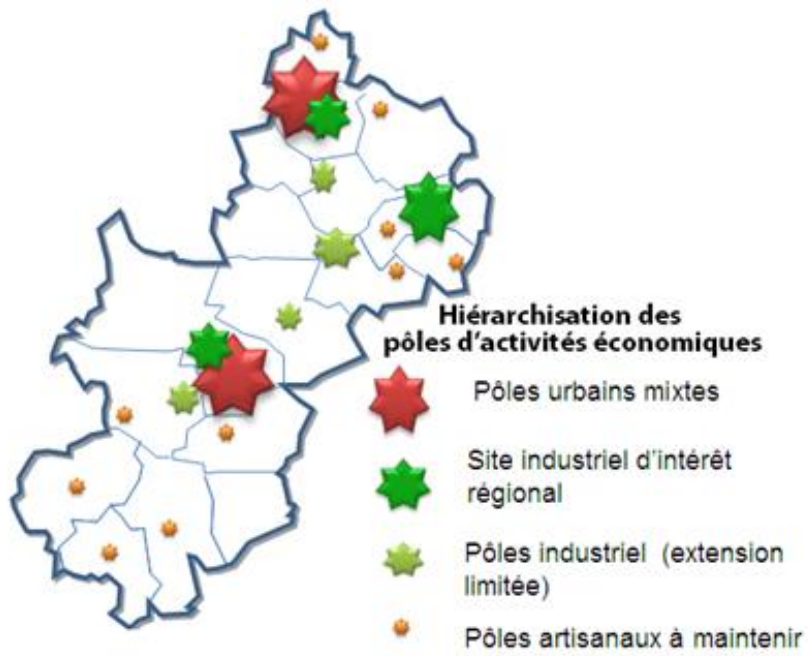 Hiérarchisation des
pôles d'activités économiques
Pôles urbains mixtes
Site industriel d'intérêt
régional
Pôles industriel (extension
limitée)
Pôles artisanaux à maintenir